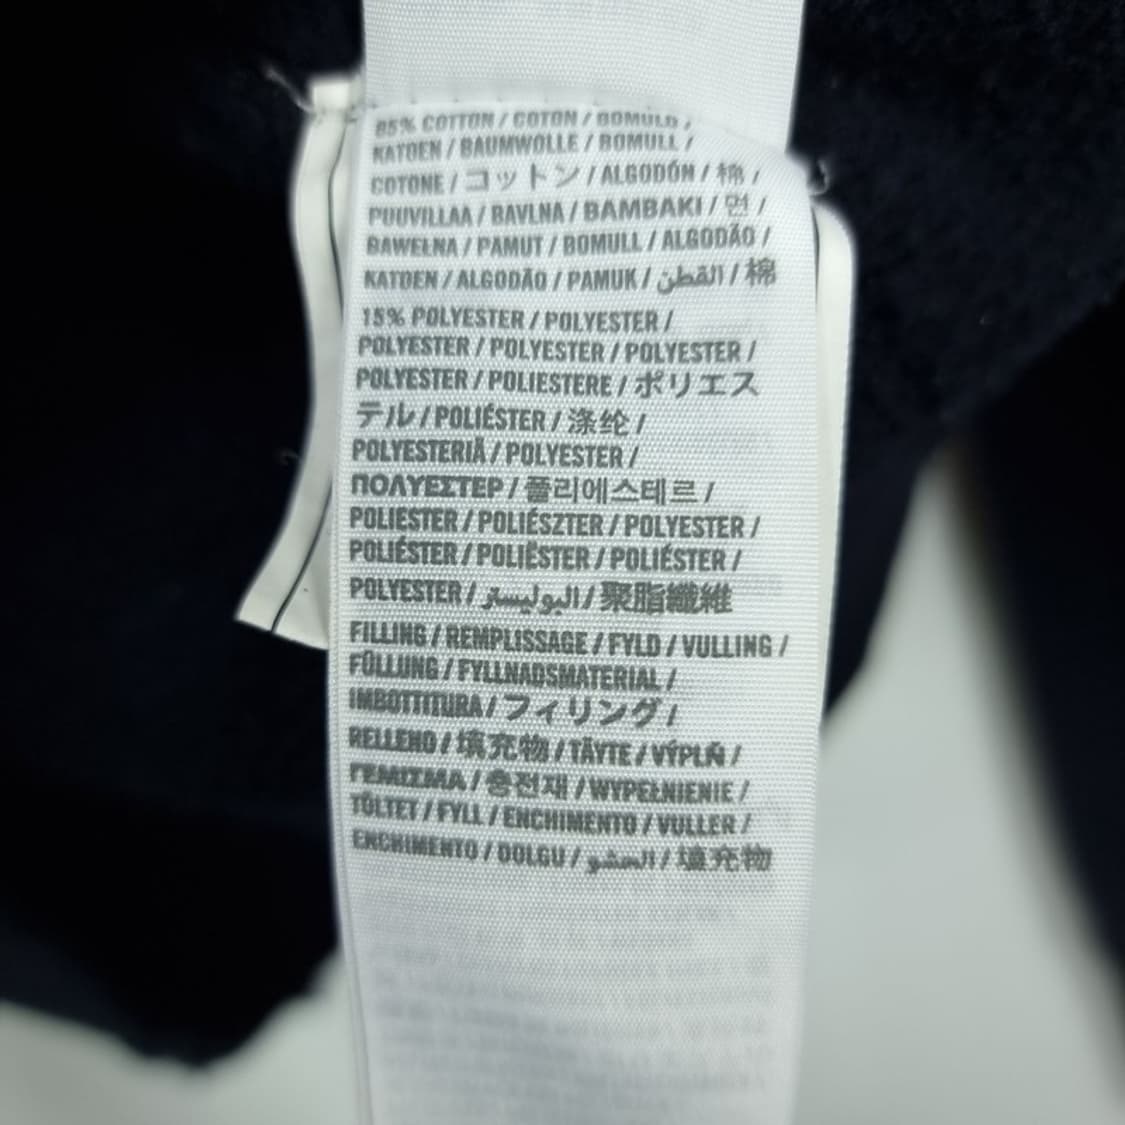 85% COTTON / COTON / BOMULD /
KATOEN / BAUMWOLLE / BOMULL /
COTONE / コットン / ALGODÓN / 棉 /
PUUVILLAA / BAVLNA / BAMBAKI / 면 /
BAWEŁNA / PAMUT / BOMULL / ALGODÃO /
KATOEN / ALGODÃO / PAMUK / القطن / 棉
15% POLYESTER / POLYESTER /
POLYESTER / POLYESTER / POLYESTER /
POLYESTER / POLIESTERE / ポリエス
テル / POLIÉSTER / 涤纶 /
POLYESTERIÄ / POLYESTER /
ΠΟΛΥΕΣΤΕΡ / 폴리에스테르 /
POLIESTER / POLIÉSZTER / POLYESTER /
POLIÉSTER / POLIËSTER / POLIÉSTER /
POLYESTER / البوليستر / 聚脂纖維
FILLING / REMPLISSAGE / FYLD / VULLING /
FÜLLUNG / FYLLNADSMATERIAL /
IMBOTTITURA / フィリング /
RELLENO / 填充物 / TÄYTE / VÝPLŇ /
ΓΕΜΙΣΜΑ / 충전재 / WYPEŁNIENIE /
TÖLTET / FYLL / ENCHIMENTO / VULLER /
ENCHIMENTO / DOLGU / الحشو / 填充物